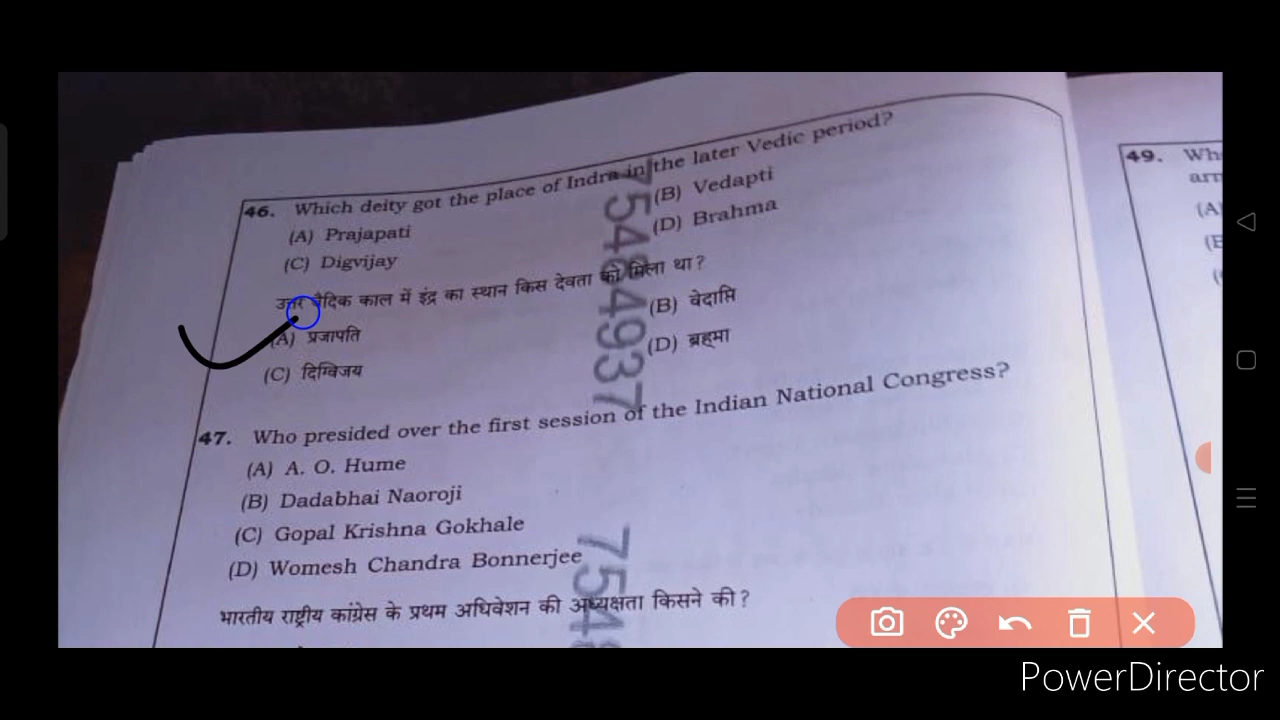 46. Which deity got the place of Indra in the later Vedic period?
(A) Prajapati (B) Vedapti
(C) Digvijay (D) Brahma
उत्तर वैदिक काल में इंद्र का स्थान किस देवता को मिला था?
(A) प्रजापति (B) वेदाप्ति
(C) दिग्विजय (D) ब्रह्मा
47. Who presided over the first session of the Indian National Congress?
(A) A. O. Hume
(B) Dadabhai Naoroji
(C) Gopal Krishna Gokhale
(D) Womesh Chandra Bonnerjee
भारतीय राष्ट्रीय कांग्रेस के प्रथम अधिवेशन की अध्यक्षता किसने की?
75484937
7548
49.
(A)
PowerDirector